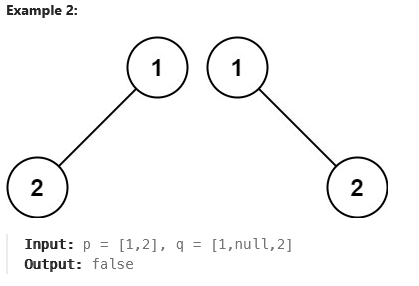 Example 2:
1 1
2 2
Input: p = [1,2], q = [1,null,2]
Output: false